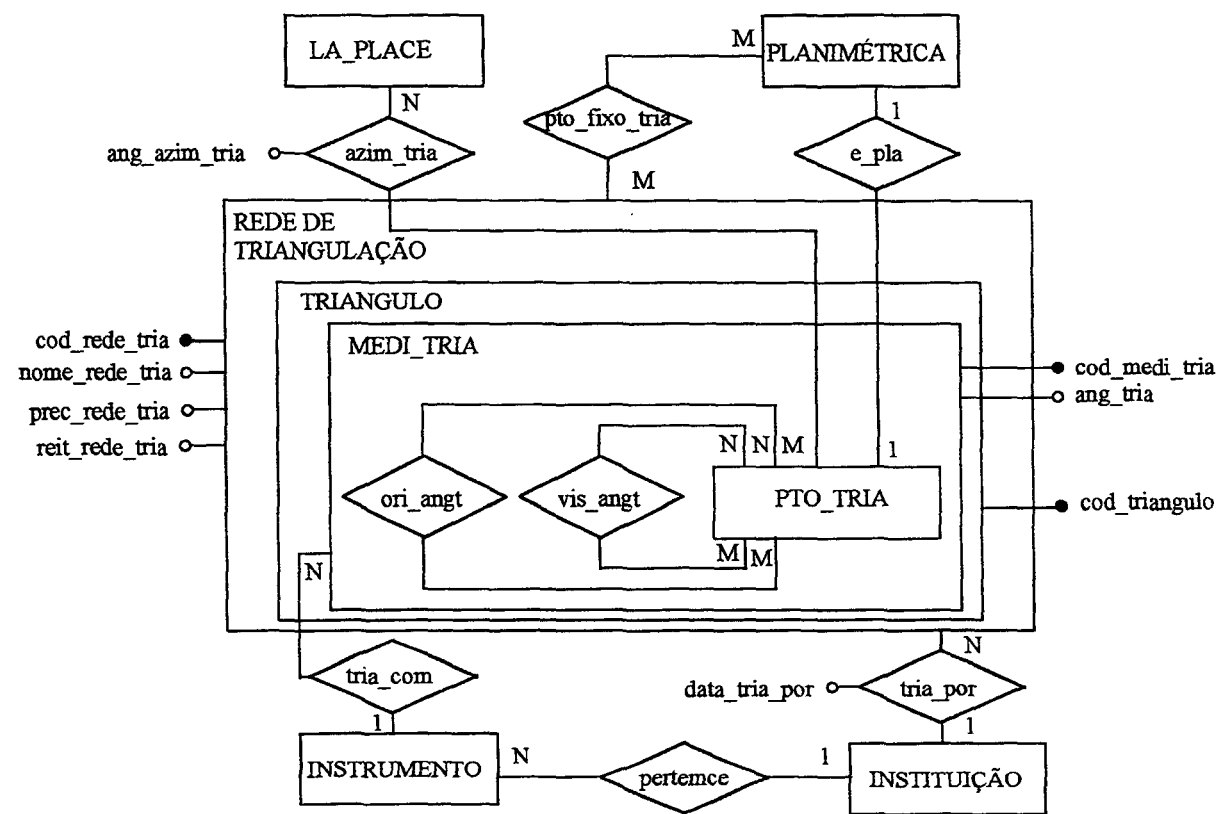 LA_PLACE
M
PLANIMÉTRICA
N
pto_fixo_tria
1
ang_azim_tria
azim_tria
e_pla
M
REDE DE
TRIANGULAÇÃO
TRIANGULO
cod_rede_tria
MEDI_TRIA
nome_rede_tria
cod_medi_tria
prec_rede_tria
ang_tria
reit_rede_tria
N N M
1
ori_angt
vis_angt
PTO_TRIA
cod_triangulo
M M
N
N
tria_com
data_tria_por
tria_por
1
1
INSTRUMENTO
N
pertemce
1
INSTITUIÇÃO